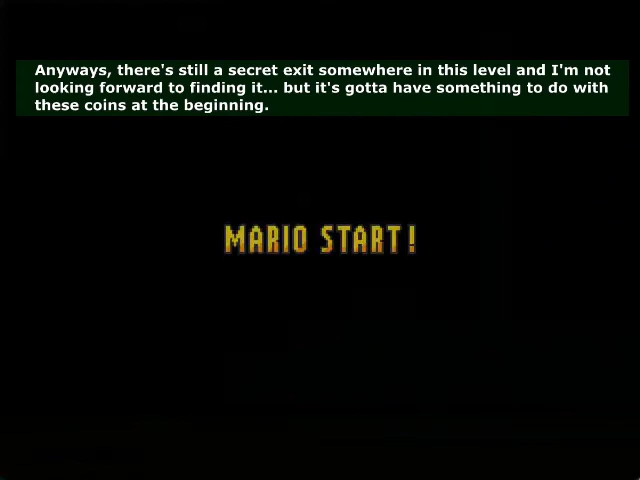 Anyways, there's still a secret exit somewhere in this level and I'm not
looking forward to finding it... but it's gotta have something to do with
these coins at the beginning.
MARIO START!